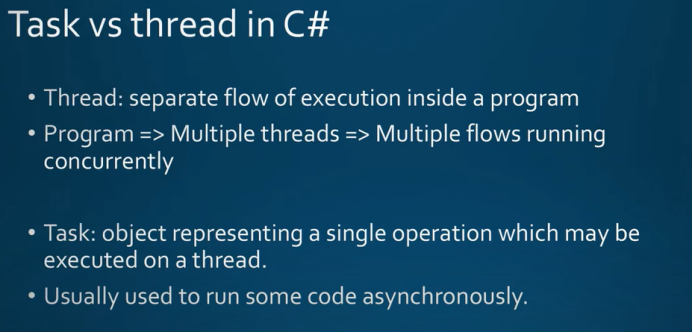 Task vs thread in C#
• Thread: separate flow of execution inside a program
• Program => Multiple threads => Multiple flows running
concurrently
• Task: object representing a single operation which may be
executed on a thread.
• Usually used to run some code asynchronously.